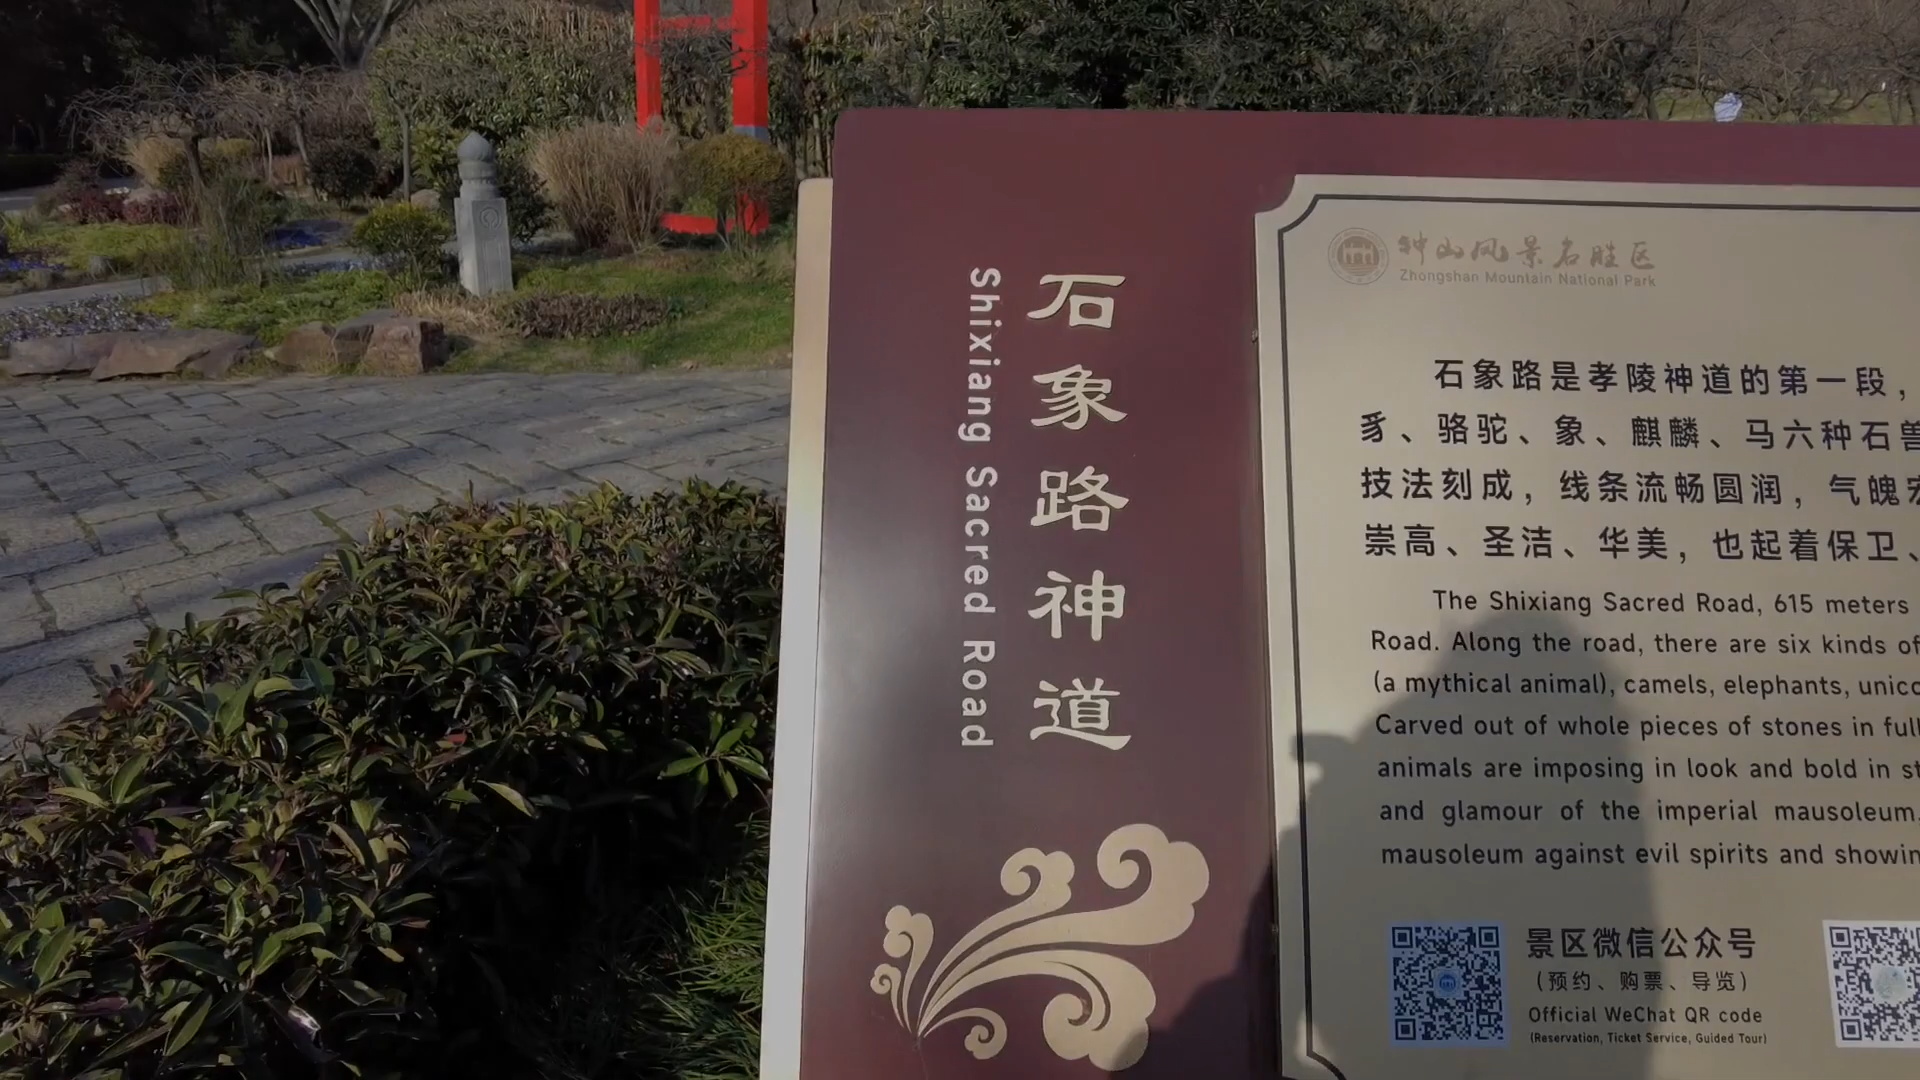 石象路神道
Shixiang Sacred Road
钟山风景名胜区
Zhongshan Mountain National Park
石象路是孝陵神道的第一段，
豸、骆驼、象、麒麟、马六种石兽
技法刻成，线条流畅圆润，气魄宏
崇高、圣洁、华美，也起着保卫、
The Shixiang Sacred Road, 615 meters
Road. Along the road, there are six kinds of
(a mythical animal), camels, elephants,
Carved out of whole pieces of stones in full
animals are imposing in look and bold in
and glamour of the imperial mausoleum.
mausoleum against evil spirits and
景区微信公众号
（预约、购票、导览）
Official WeChat QR code
(Reservation, Ticket Service, Guided Tour)